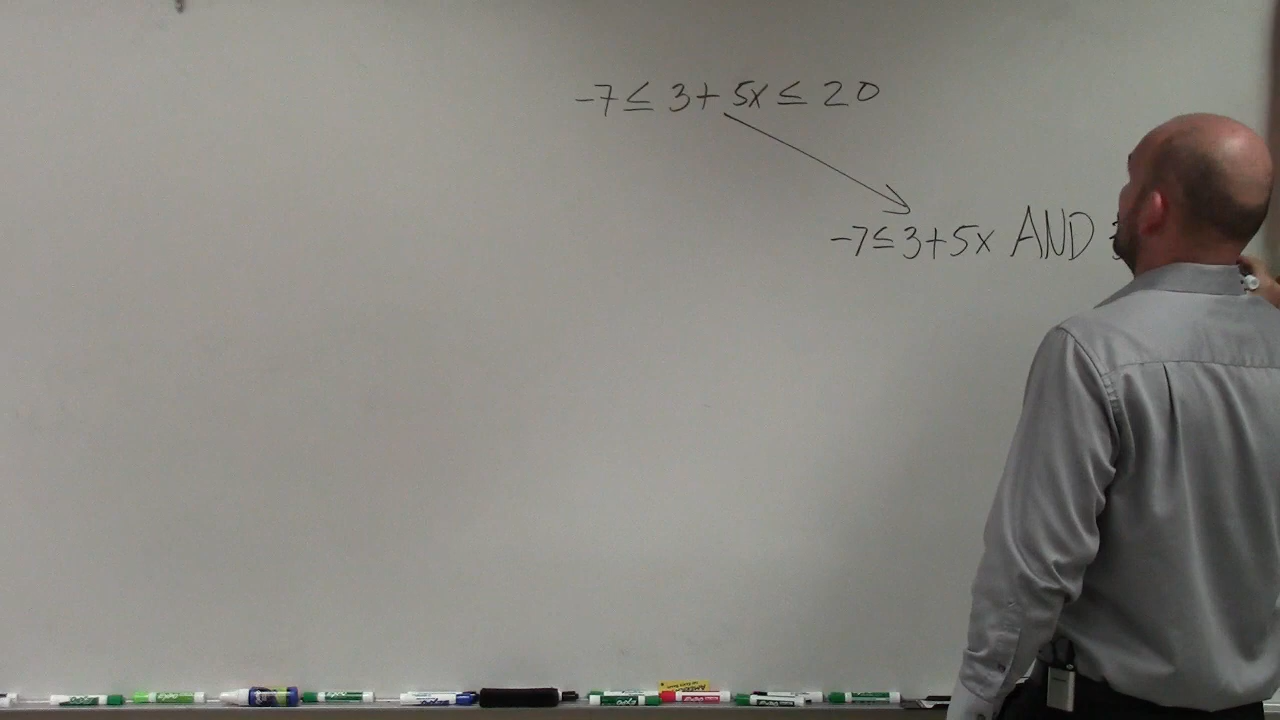 -7 ≤ 3+ 5x ≤ 20
-7 ≤ 3+5x AND